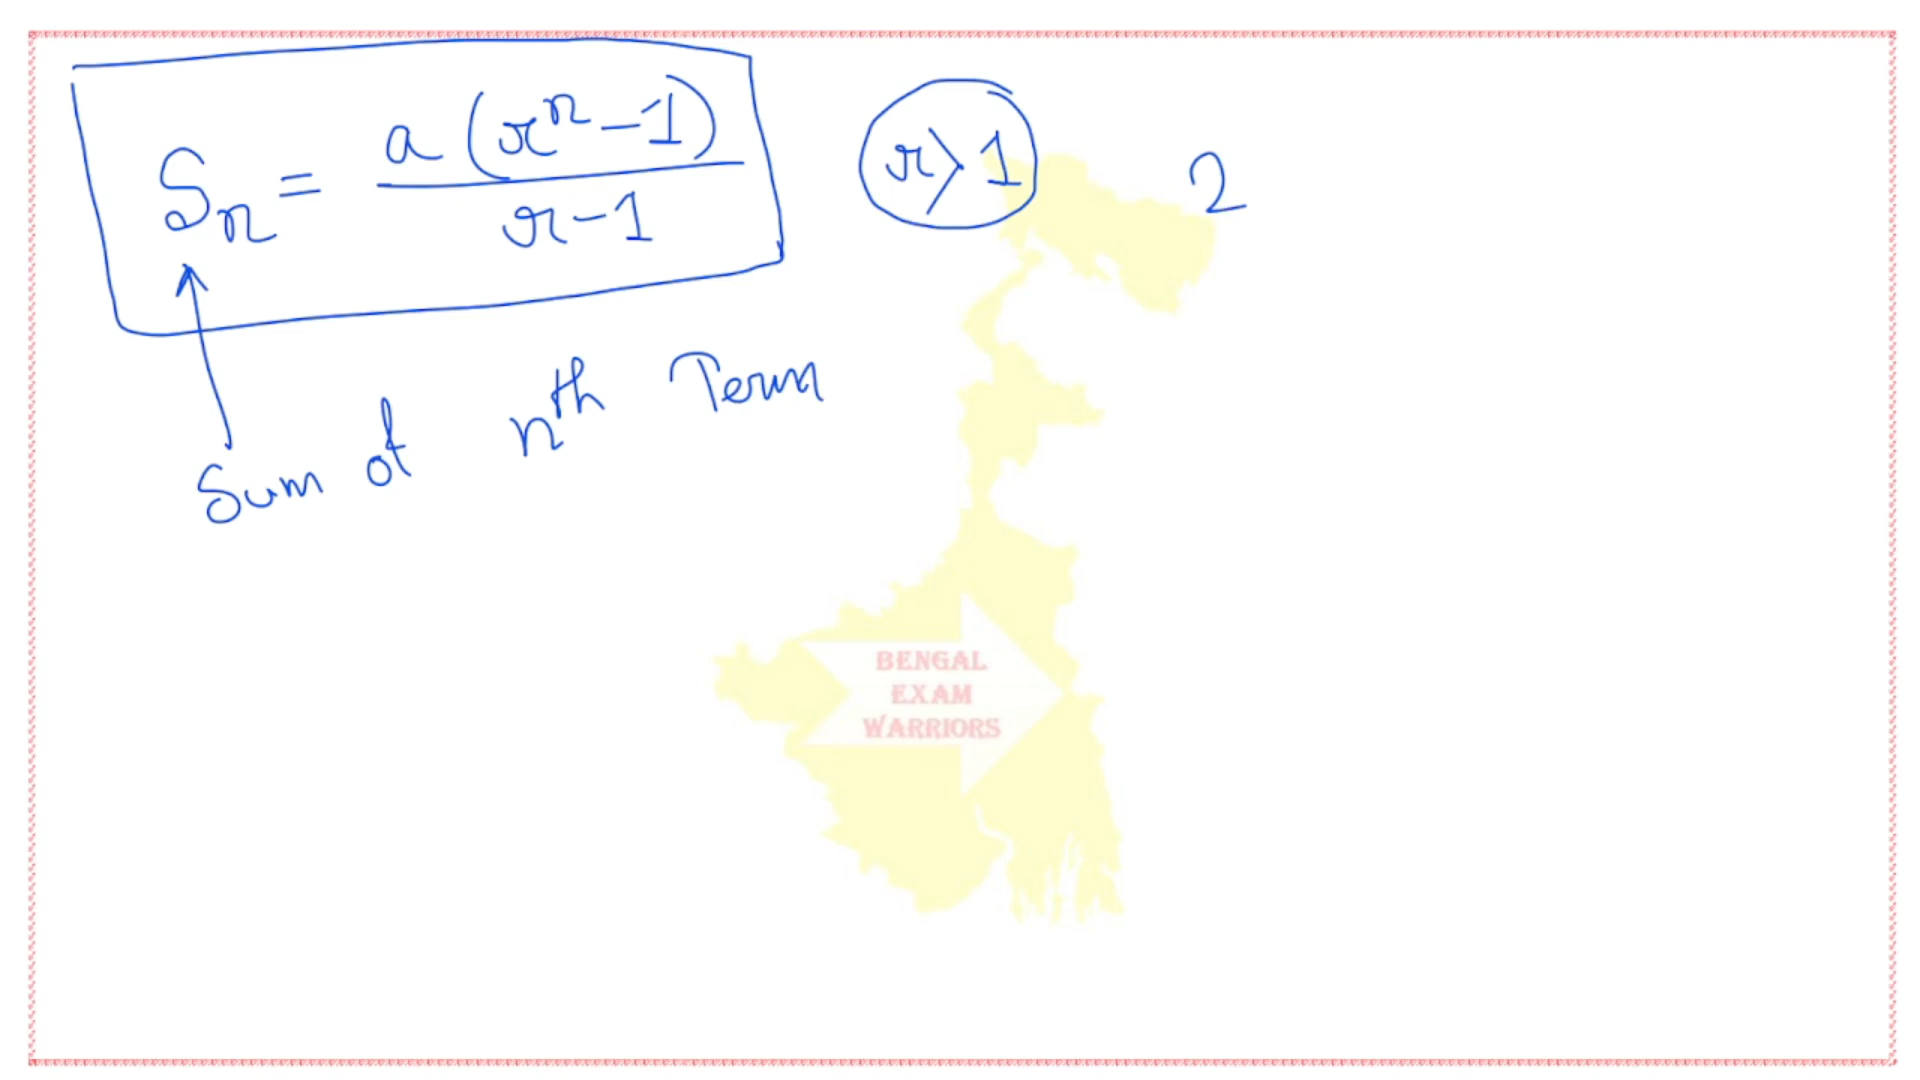 Sn = a (r^n - 1) / r - 1
r > 1
2
Sum of nth Term
BENGAL
EXAM
WARRIORS